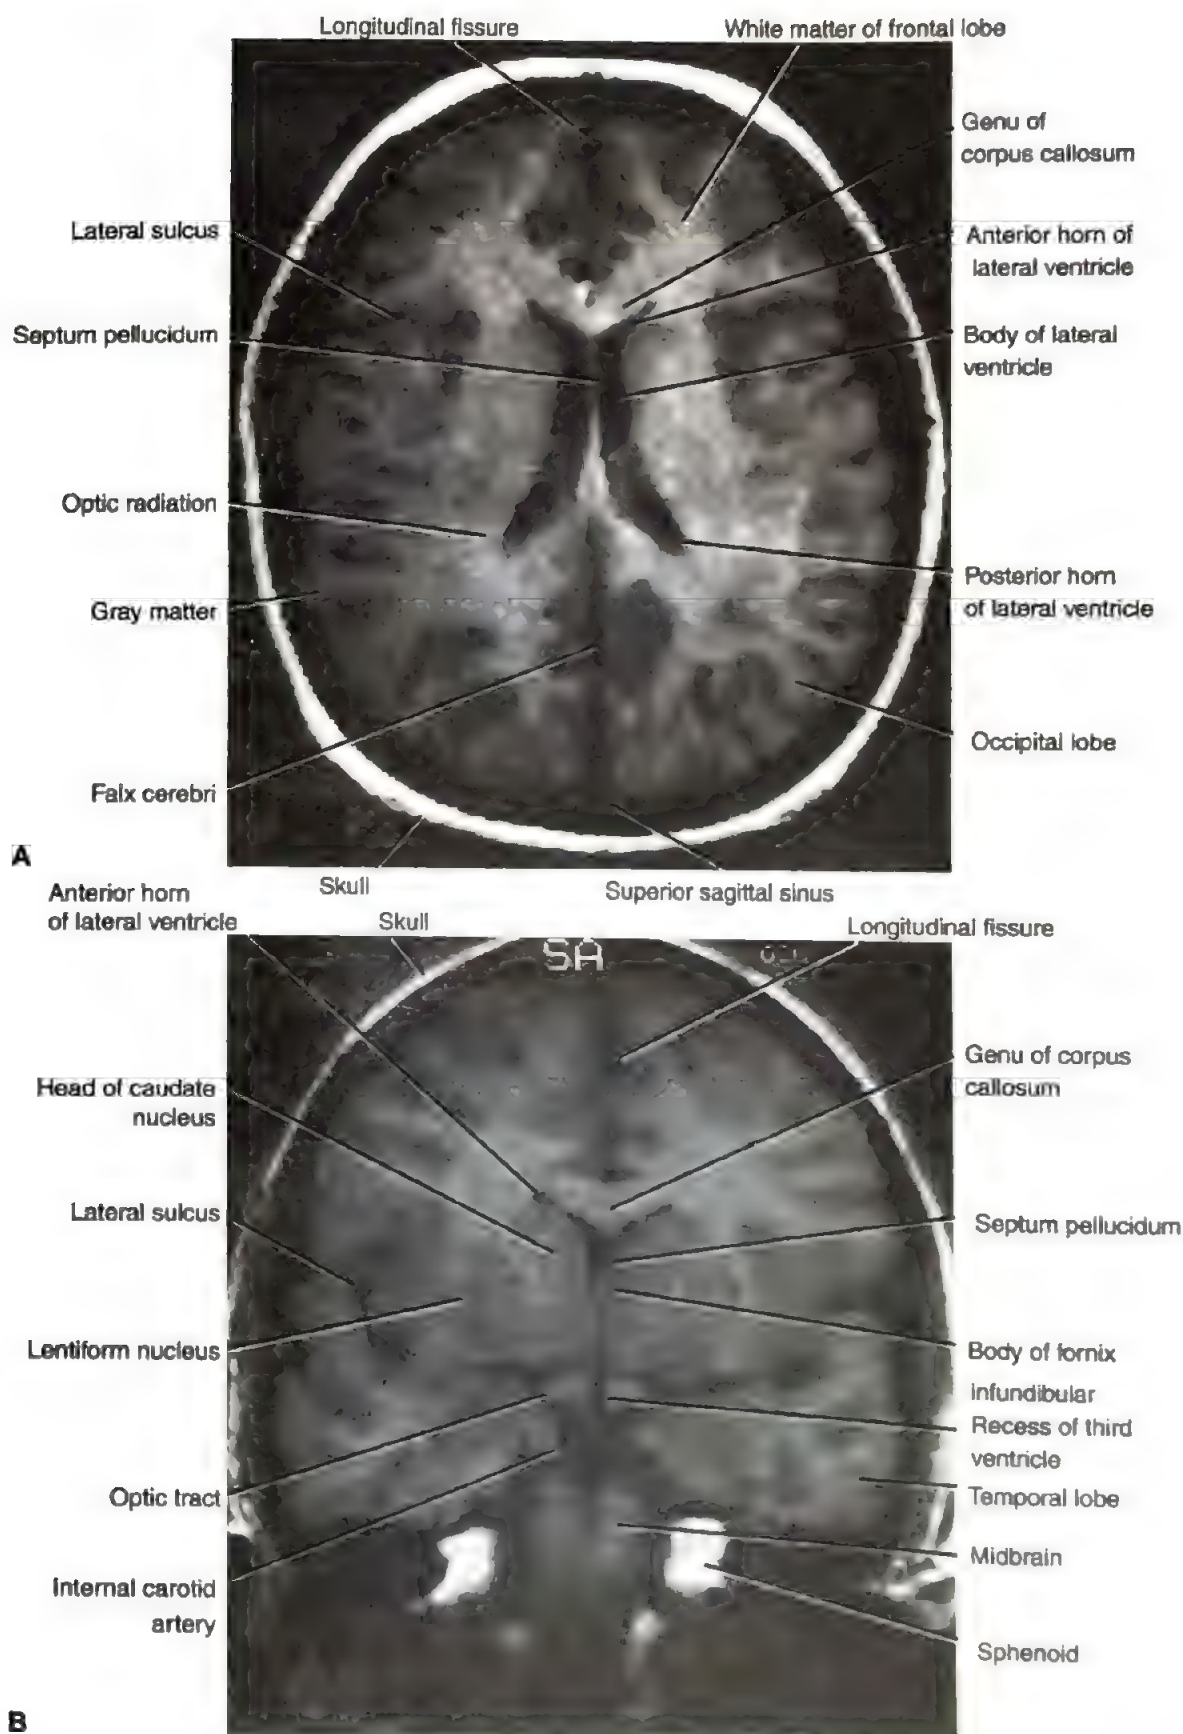 Longitudinal fissure
White matter of frontal lobe
Genu of
corpus callosum
Lateral sulcus
Anterior horn of
lateral ventricle
Septum pellucidum
Body of lateral
ventricle
Optic radiation
Posterior horn
of lateral ventricle
Gray matter
Occipital lobe
Falx cerebri
A
Skull
Superior sagittal sinus
Anterior horn
of lateral ventricle
Skull
Longitudinal fissure
SA
Genu of corpus
callosum
Head of caudate
nucleus
Lateral sulcus
Septum pellucidum
Lentiform nucleus
Body of fornix
Infundibular
Recess of third
ventricle
Optic tract
Temporal lobe
Midbrain
Internal carotid
artery
Sphenoid
B